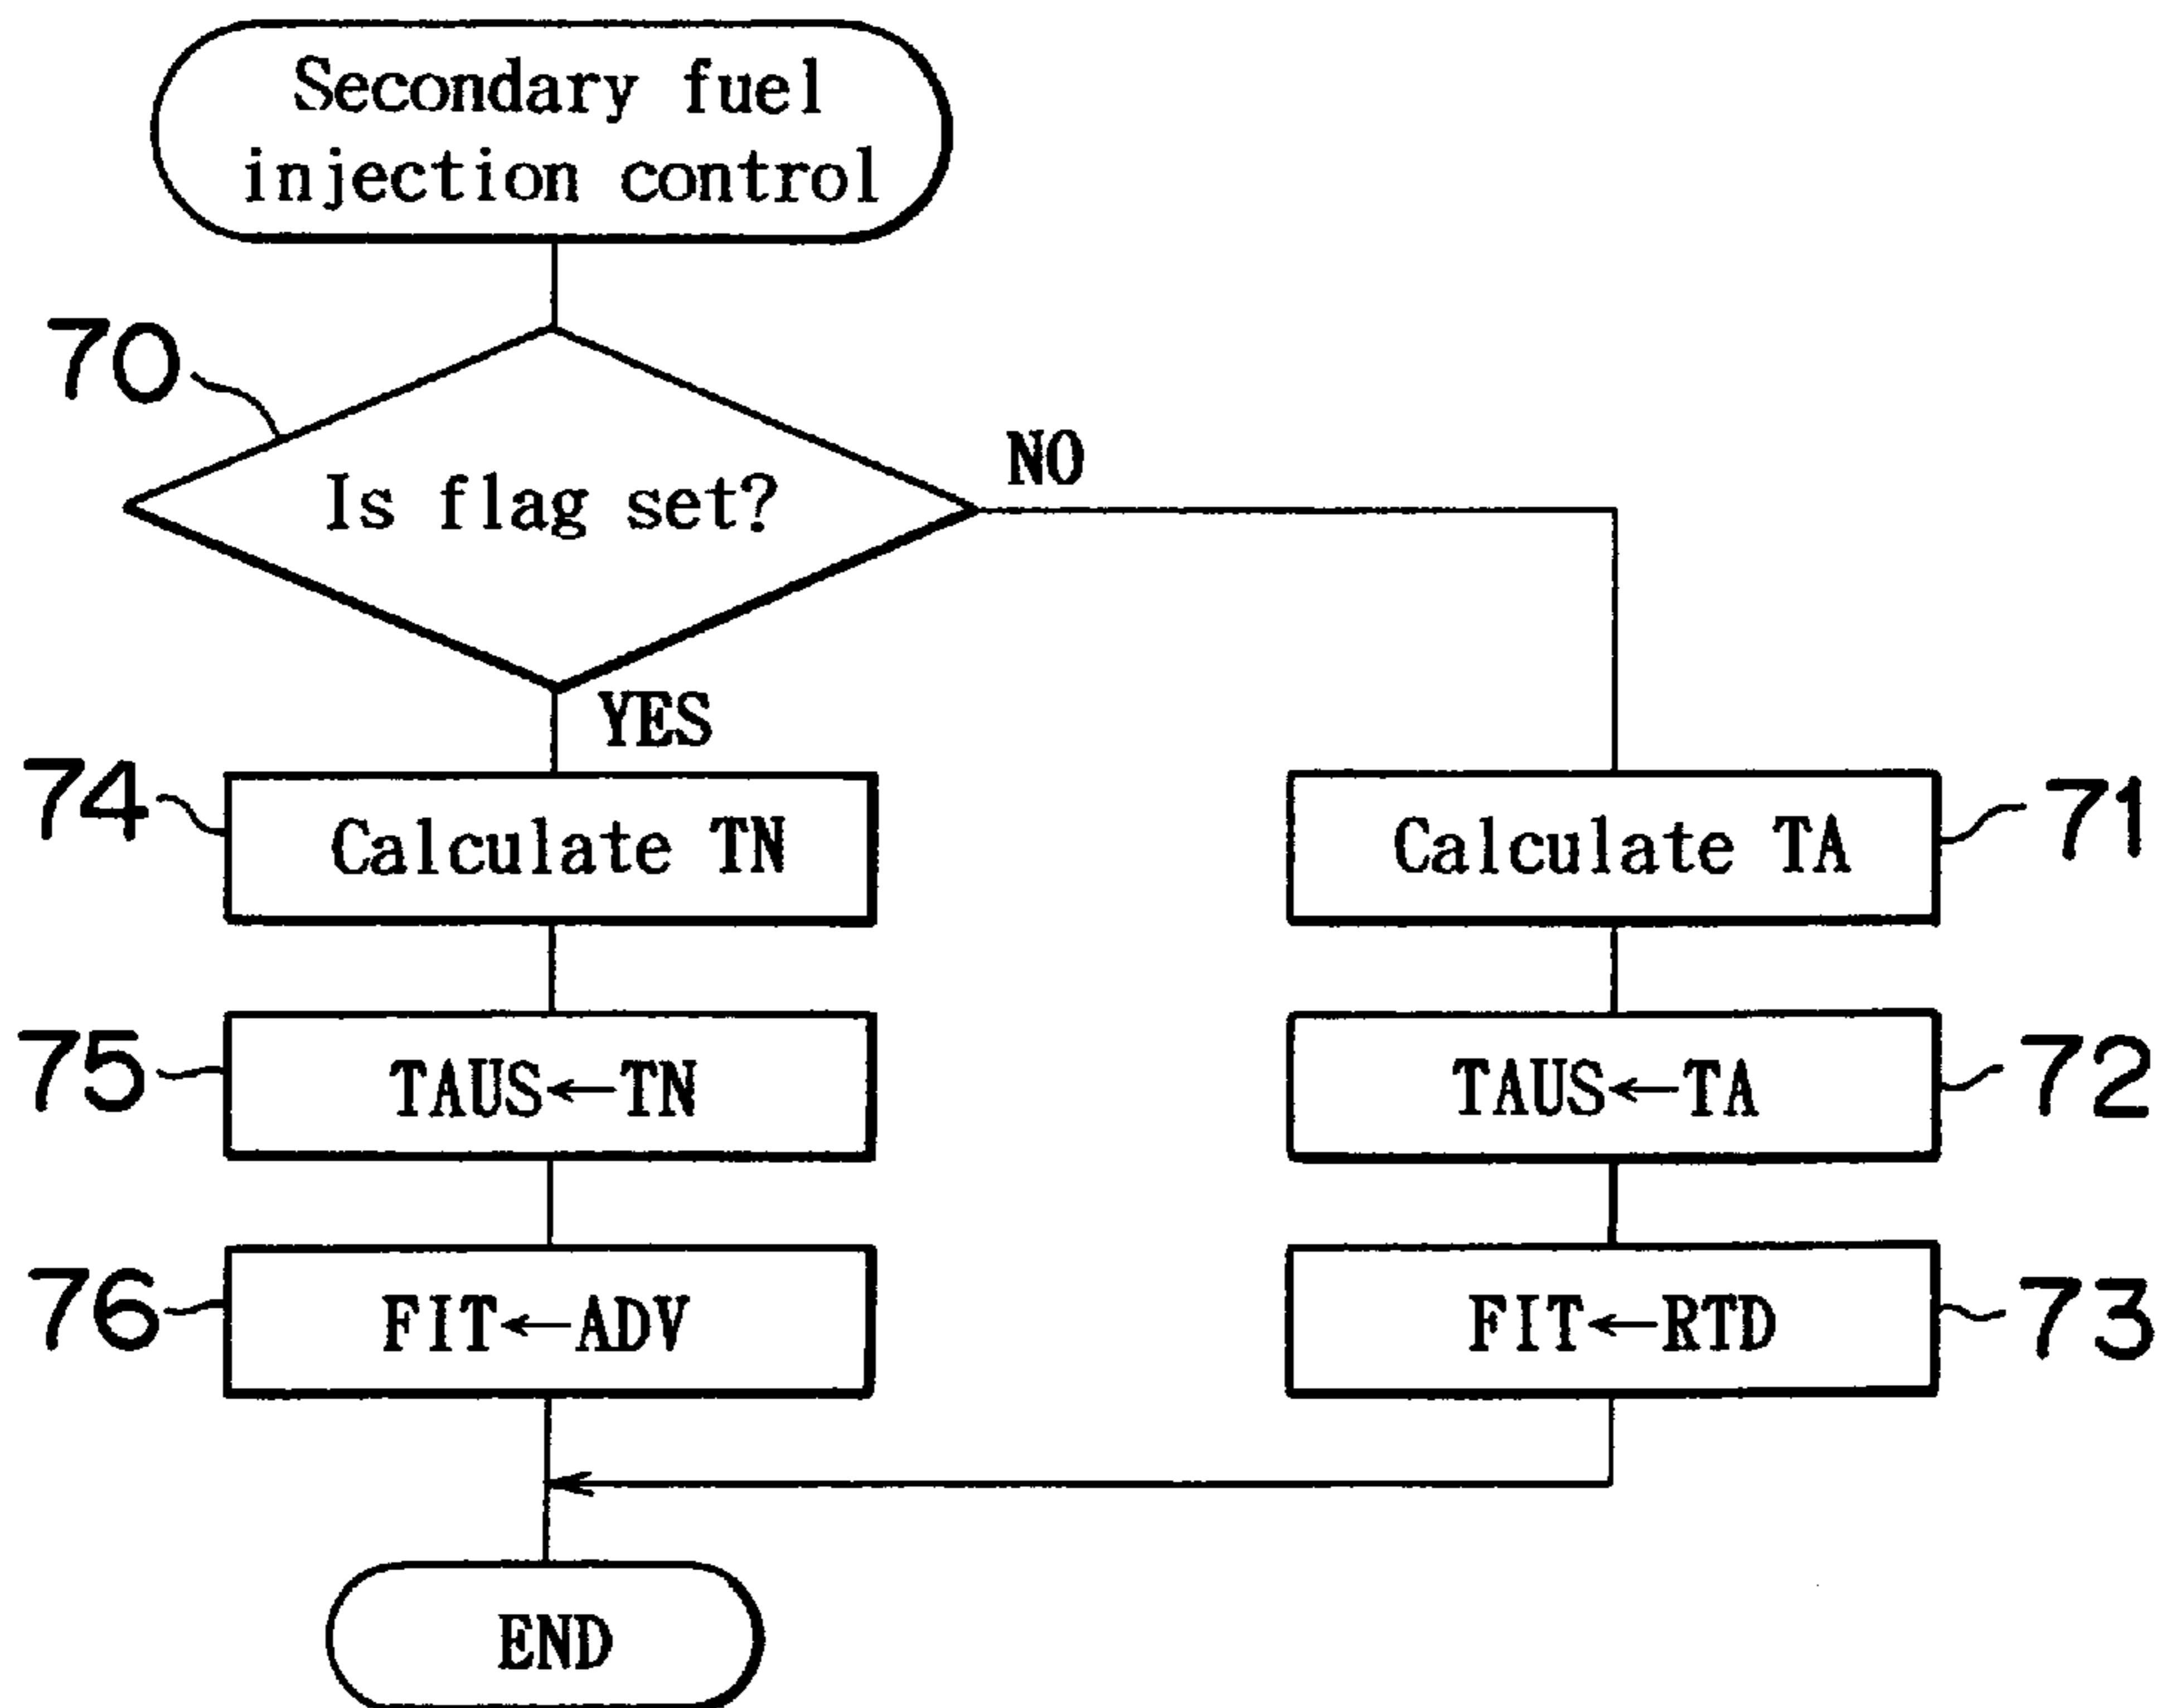 Secondary fuel
injection control
70
Is flag set?
NO
YES
74
Calculate TN
Calculate TA
71
75
TAUS←TN
TAUS←TA
72
76
FIT←ADV
FIT←RTD
73
END